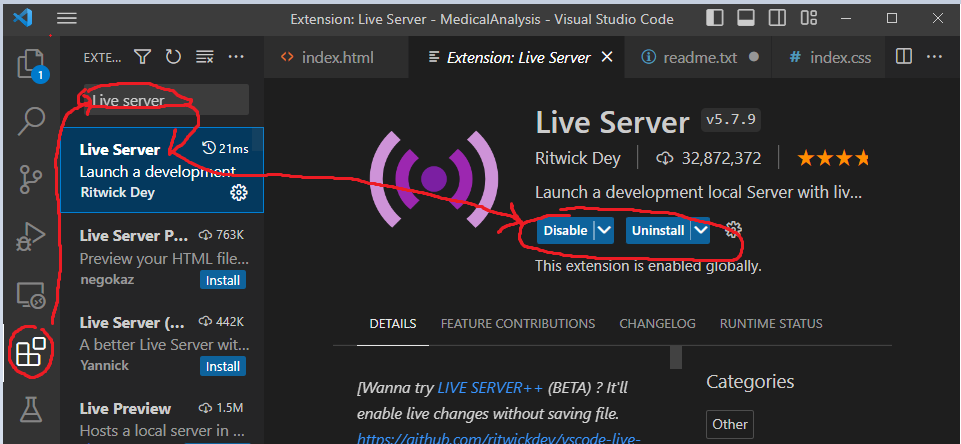 Extension: Live Server - MedicalAnalysis - Visual Studio Code
1
EXTE...
index.html
Extension: Live Server
readme.txt
# index.css
Live server
Live Server
21ms
Launch a development
Ritwick Dey
Live Server P...
763K
Preview your HTML file...
negokaz
Install
Live Server (...
442K
A better Live Server wit...
Yannick
Install
Live Preview
1.5M
Hosts a local server in
Live Server
v5.7.9
Ritwick Dey
32,872,372
Launch a development local Server with liv...
Disable
Uninstall
This extension is enabled globally.
DETAILS
FEATURE CONTRIBUTIONS
CHANGELOG
RUNTIME STATUS
[Wanna try LIVE SERVER++ (BETA) ? It'll
enable live changes without saving file.
https://github.com/ritwickdey/vscode-live-
Categories
Other